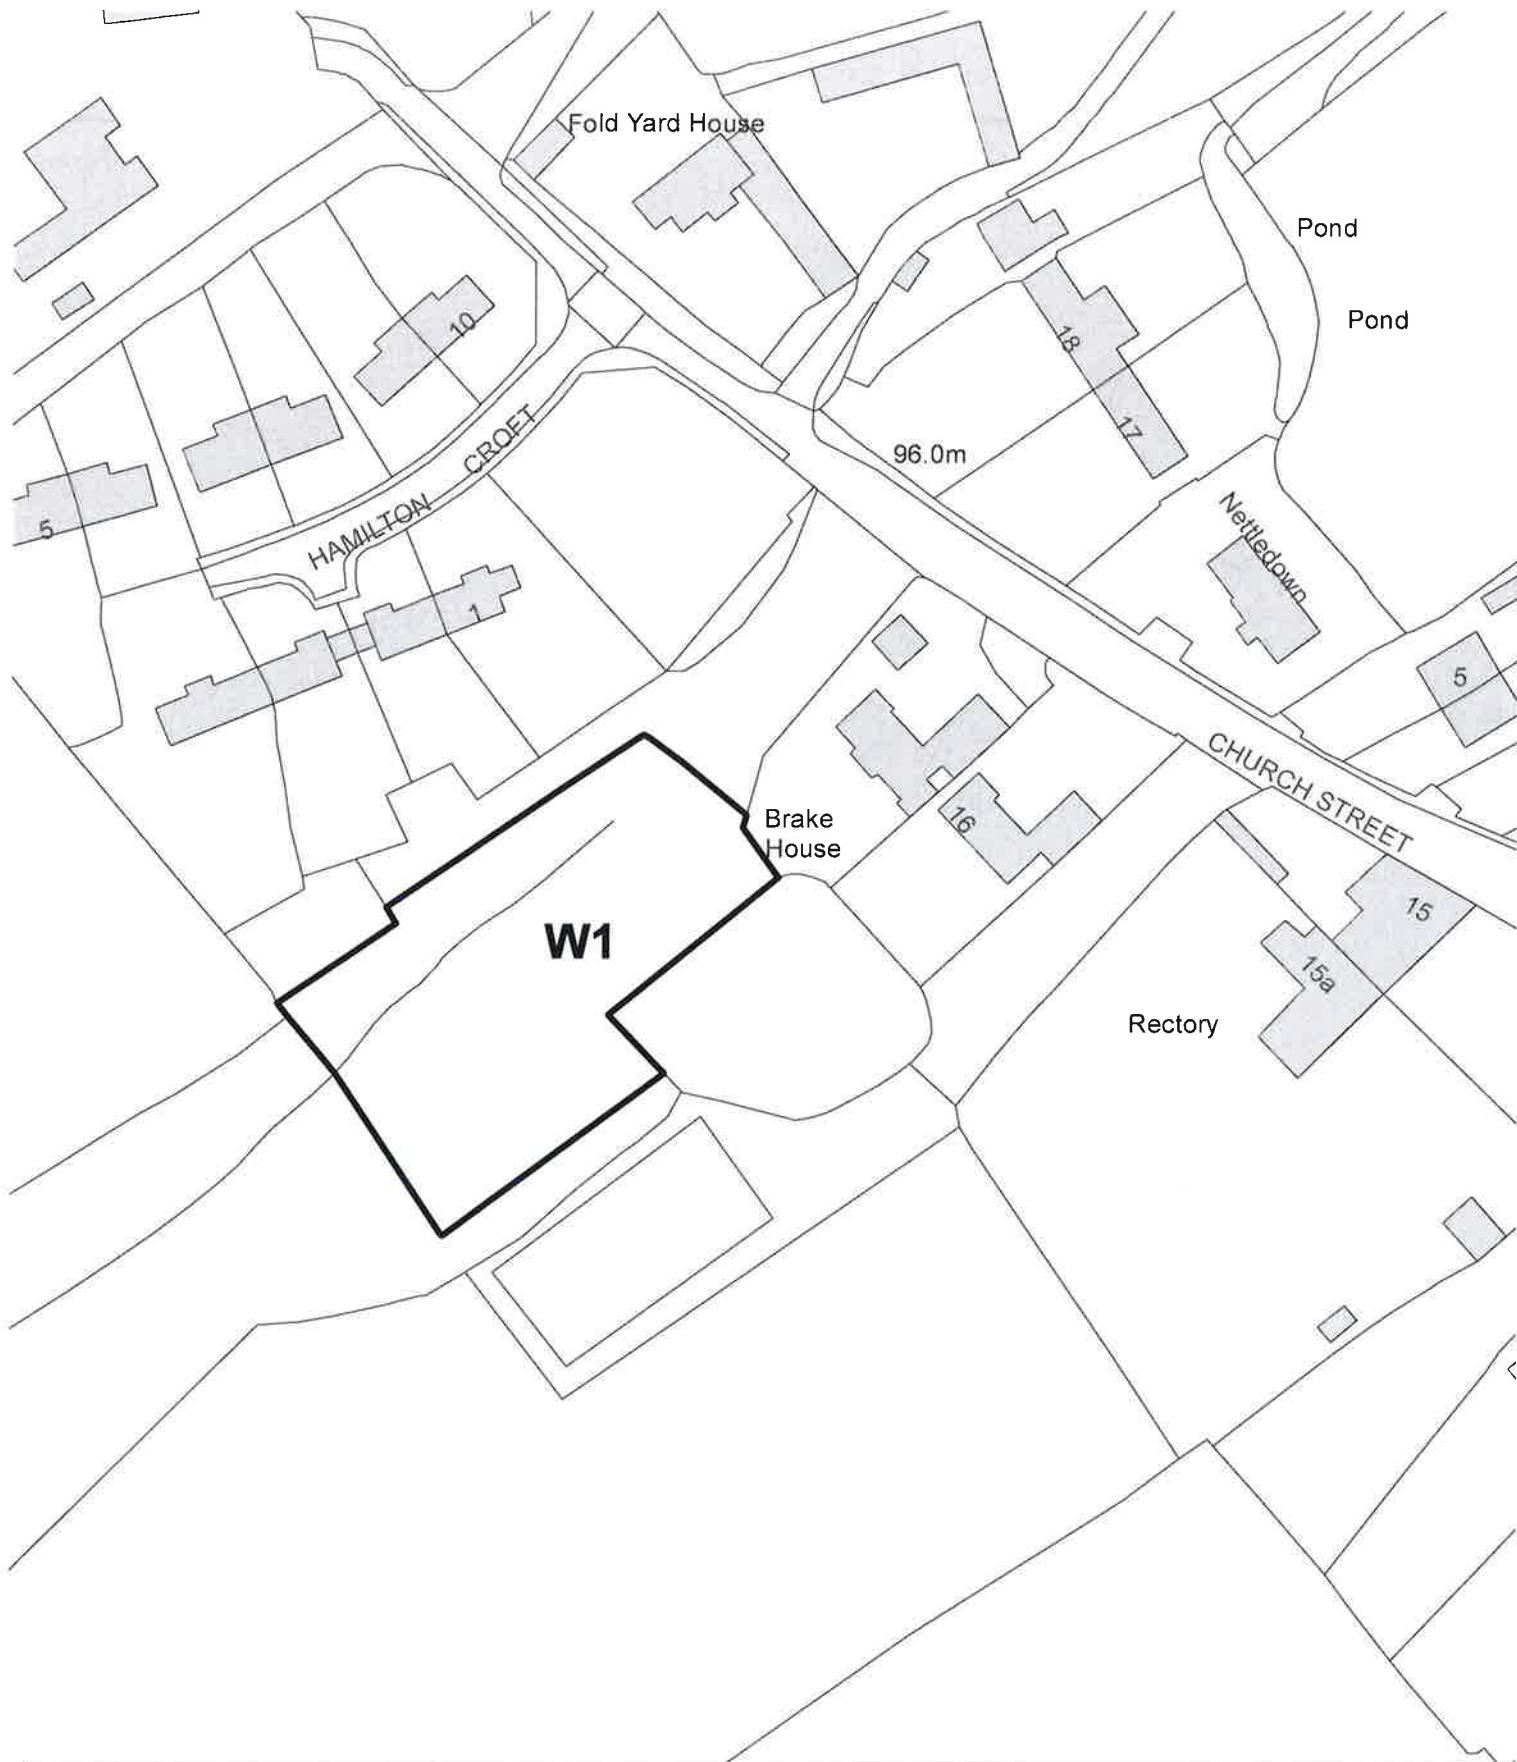 Fold Yard House
Pond
Pond
10
18
17
96.0m
HAMILTON CROFT
5
Nettledown
1
5
CHURCH STREET
Brake
House
16
15
15a
W1
Rectory